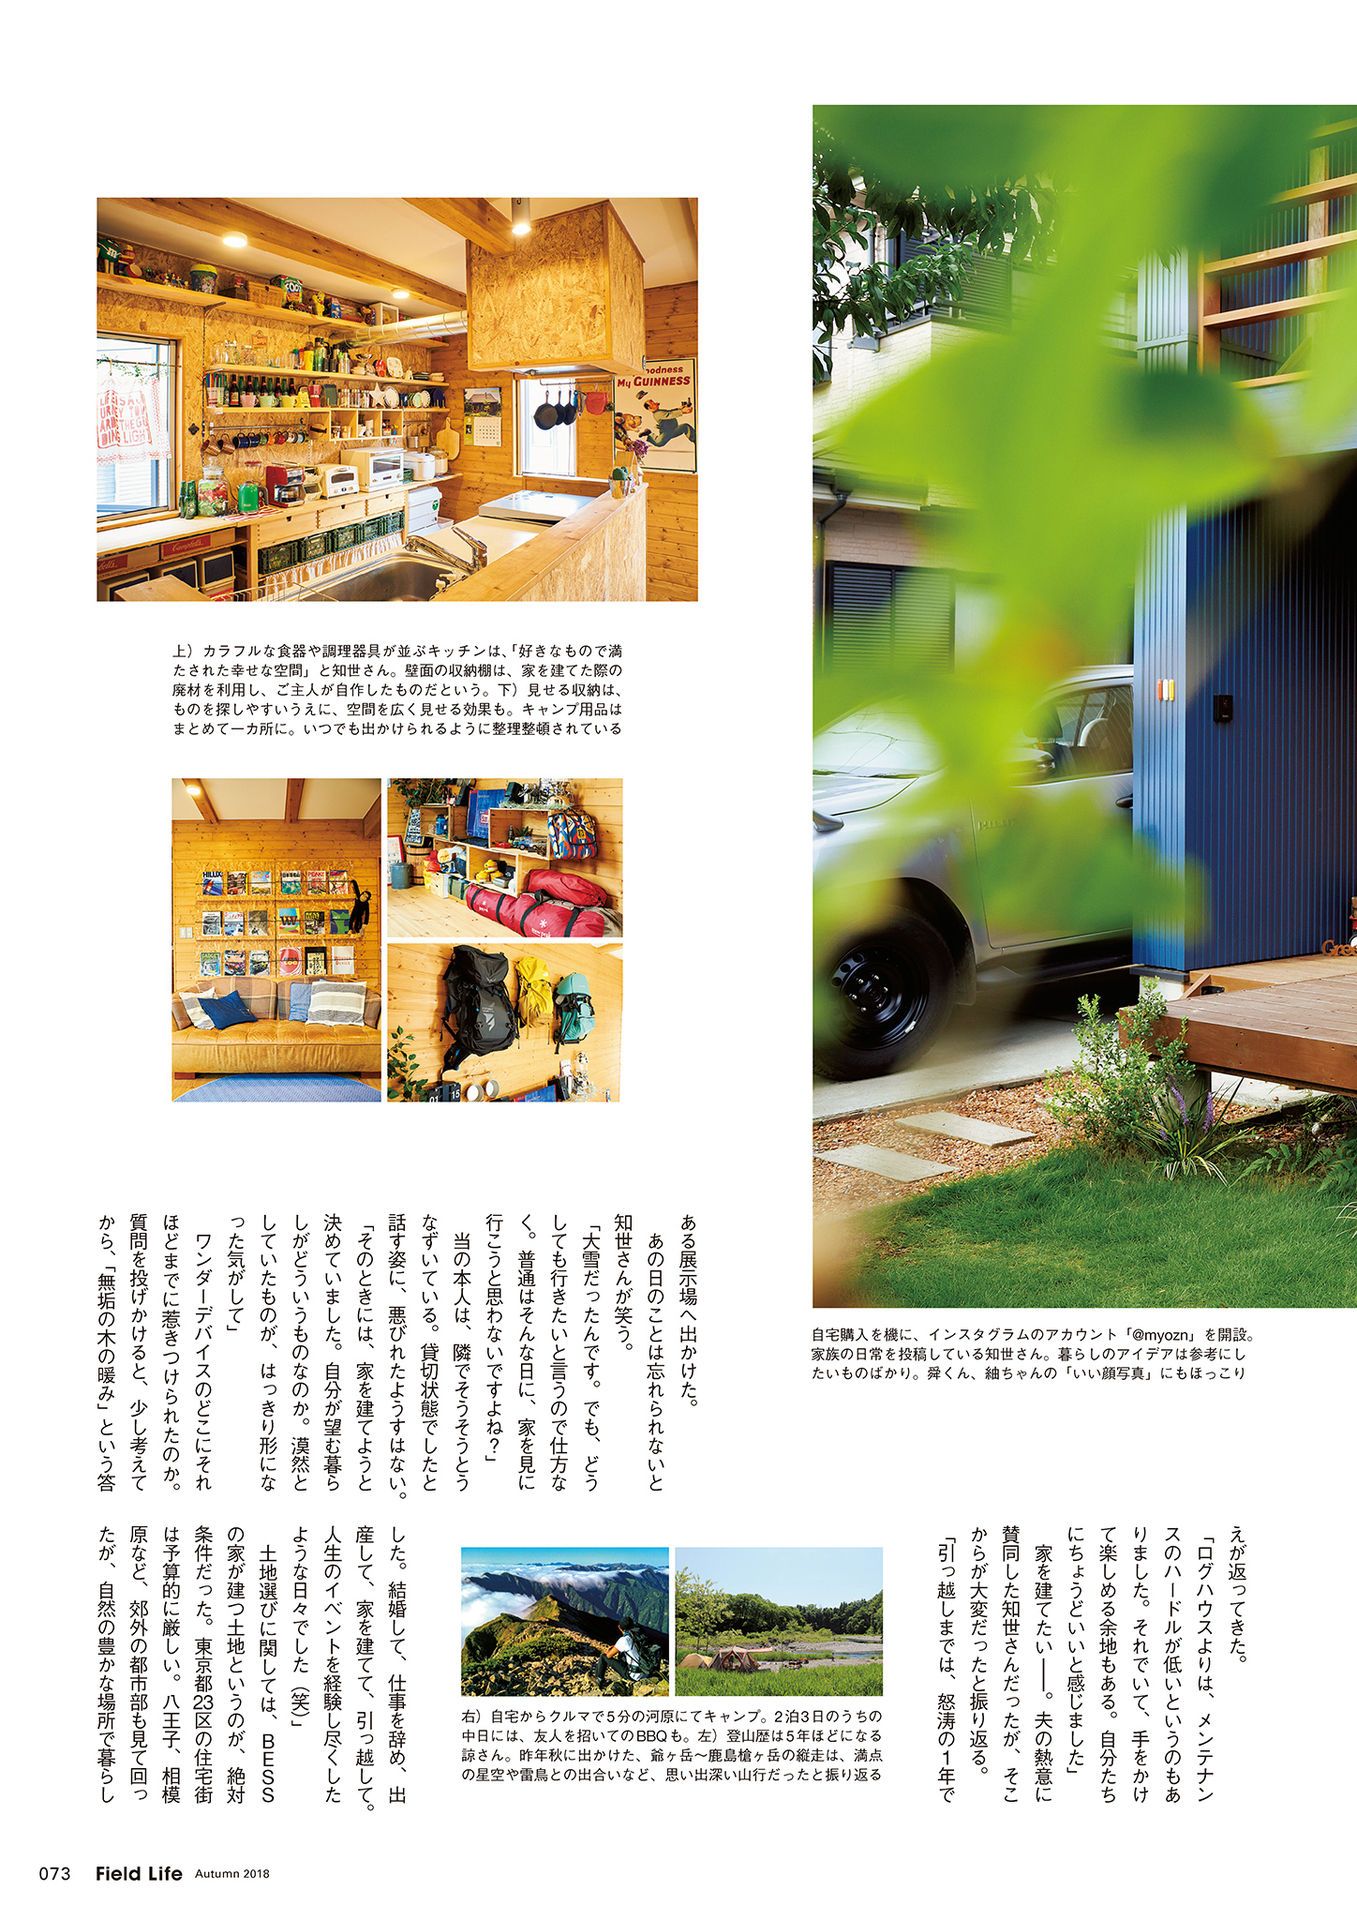 上）カラフルな食器や調理器具が並ぶキッチンは、「好きなもので満
たされた幸せな空間」と知世さん。壁面の収納棚は、家を建てた際の
廃材を利用し、ご主人が自作したものだという。下）見せる収納は、
ものを探しやすいうえに、空間を広く見せる効果も。キャンプ用品は
まとめて一カ所に。いつでも出かけられるように整理整頓されている
自宅購入を機に、インスタグラムのアカウント「@myozn」を開設。
家族の日常を投稿している知世さん。暮らしのアイデアは参考にし
たいものばかり。舜くん、紬ちゃんの「いい顔写真」にもほっこり
ある展示場へ出かけた。
あの日のことは忘れられないと
知世さんが笑う。
「大雪だったんです。でも、どう
しても行きたいと言うので仕方な
く。普通はそんな日に、家を見に
行こうと思わないですよね？」
当の本人は、隣でそうそうとう
なずいている。貸切状態でしたと
話す姿に、悪びれたようすはない。
「そのときには、家を建てようと
決めていました。自分が望む暮ら
しがどういうものなのか。漠然と
していたものが、はっきり形にな
った気がして」
ワンダーデバイスのどこにそれ
ほどまでに惹きつけられたのか。
質問を投げかけると、少し考えて
から、「無垢の木の暖み」という答
えが返ってきた。
「ログハウスよりは、メンテナン
スのハードルが低いというのもあ
りました。それでいて、手をかけ
て楽しめる余地もある。自分たち
にちょうどいいと感じました」
家を建てたい――。夫の熱意に
賛同した知世さんだったが、そこ
からが大変だったと振り返る。
「引っ越しまでは、怒涛の1年で
した。結婚して、仕事を辞め、出
産して、家を建てて、引っ越して。
人生のイベントを経験し尽くした
ような日々でした（笑）」
土地選びに関しては、BESS
の家が建つ土地というのが、絶対
条件だった。東京都23区の住宅街
は予算的に厳しい。八王子、相模
原など、郊外の都市部も見て回っ
たが、自然の豊かな場所で暮らし
右）自宅からクルマで5分の河原にてキャンプ。2泊3日のうちの
中日には、友人を招いてのBBQも。左）登山歴は5年ほどになる
諒さん。昨年秋に出かけた、爺ヶ岳〜鹿島槍ヶ岳の縦走は、満点
の星空や雷鳥との出合いなど、思い出深い山行だったと振り返る
My GUINNESS
HILUX
073 Field Life Autumn 2018